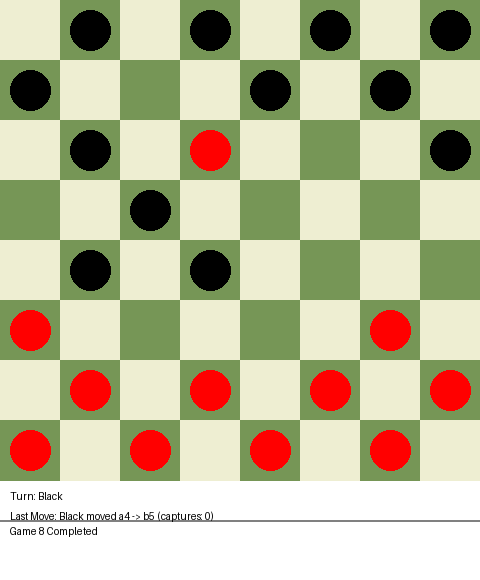 Turn: Black
Last Move: Black moved a4 -> b5 (captures: 0)
Game 8 Completed